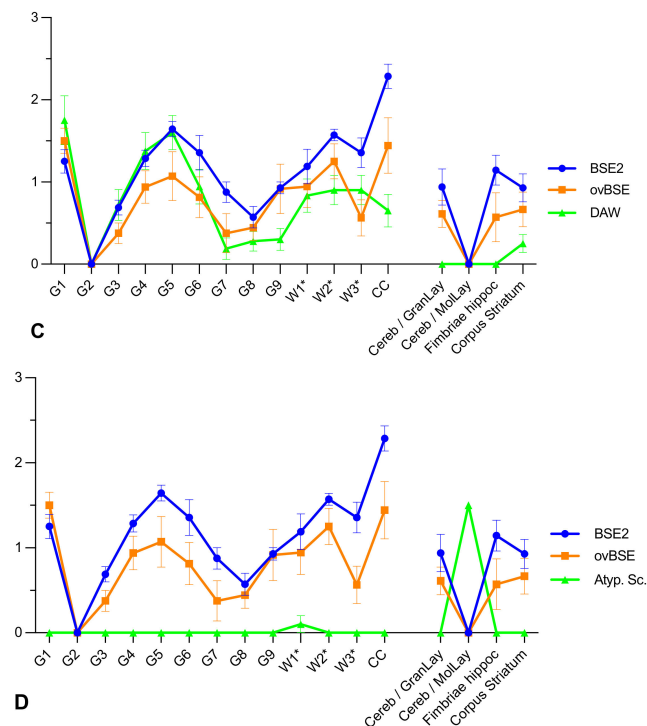 3
2
1
0
G1 G2 G3 G4 G5 G6 G7 G8 G9 W1* W2* W3* CC Cereb / GranLay Cereb / MolLay Fimbriae hippoc Corpus Striatum
BSE2
ovBSE
DAW
C
3
2
1
0
G1 G2 G3 G4 G5 G6 G7 G8 G9 W1* W2* W3* CC Cereb / GranLay Cereb / MolLay Fimbriae hippoc Corpus Striatum
BSE2
ovBSE
Atyp. Sc.
D